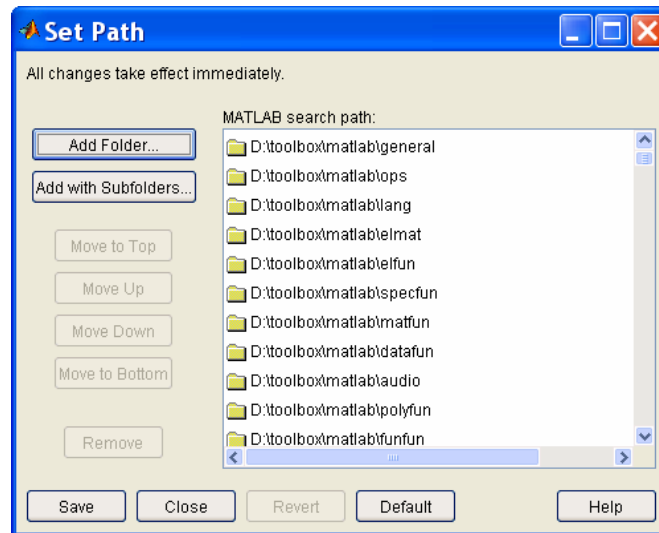 Set Path
All changes take effect immediately.
MATLAB search path:
Add Folder...
Add with Subfolders...
Move to Top
Move Up
Move Down
Move to Bottom
Remove
D:\toolbox\matlab\general
D:\toolbox\matlab\ops
D:\toolbox\matlab\lang
D:\toolbox\matlab\elmat
D:\toolbox\matlab\elfun
D:\toolbox\matlab\specfun
D:\toolbox\matlab\matfun
D:\toolbox\matlab\datafun
D:\toolbox\matlab\audio
D:\toolbox\matlab\polyfun
D:\toolbox\matlab\funfun
Save Close Revert Default Help